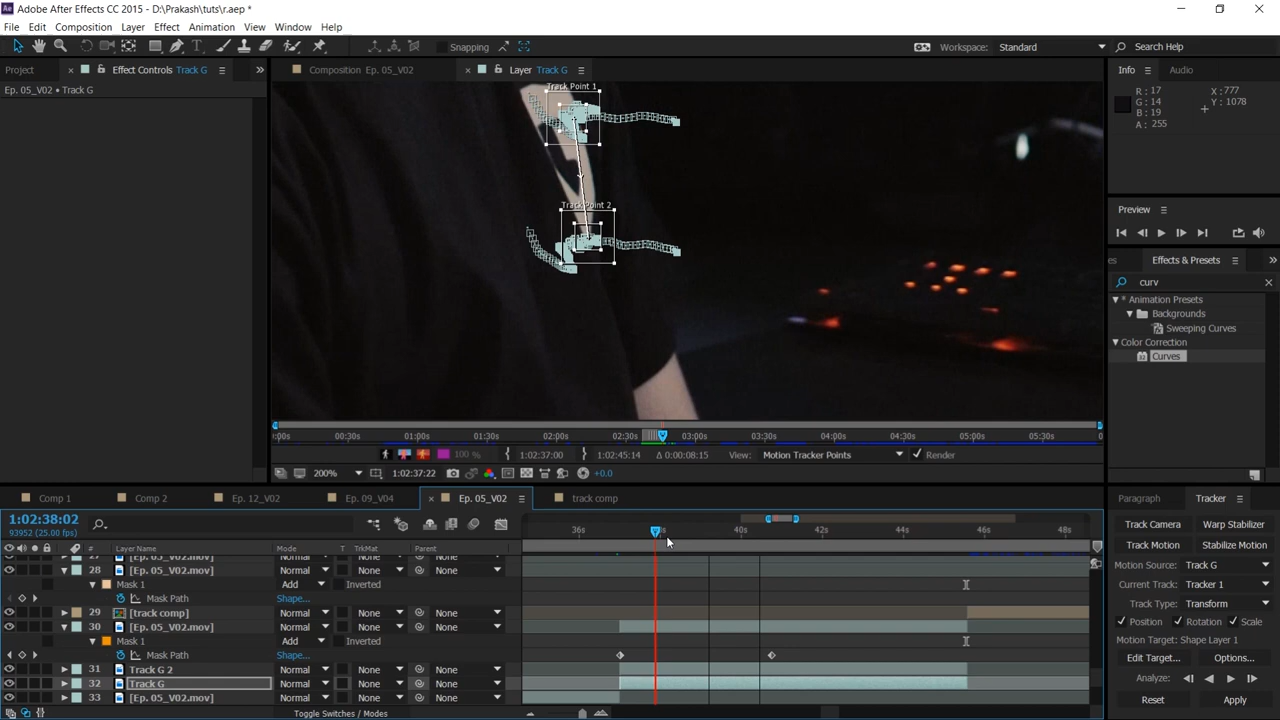 Adobe After Effects CC 2015 - D:\Prakash\tuts\r.aep *
File Edit Composition Layer Effect Animation View Window Help
Snapping
Workspace: Standard
Search Help
Project
Effect Controls Track G
Composition Ep. 05_V02
Layer Track G
Info
Audio
Ep. 05_V02 • Track G
R: 17
G: 14
B: 19
A: 255
X: 777
Y: 1078
Track Point 1
Track Point 2
Preview
Effects & Presets
curv
* Animation Presets
Backgrounds
Sweeping Curves
Color Correction
Curves
00:30s 01:00s 01:30s 02:00s 02:30s 03:00s 03:30s 04:00s 04:30s 05:00s 05:30s
100 %
1:02:37:00
1:02:45:14
Δ 0:00:08:15
View: Motion Tracker Points
Render
200%
1:02:37:22
+0.0
Comp 1
Comp 2
Ep. 12_V02
Ep. 09_V04
Ep. 05_V02
track comp
Paragraph
Tracker
1:02:38:02
93952 (25.00 fps)
36s 40s 42s 44s 46s 48s
# Layer Name Mode T TrkMat Parent
[Ep. 05_V02.mov] Normal None None
28 [Ep. 05_V02.mov] Normal None None
Mask 1 Add Inverted
Mask Path Shape...
29 [track comp] Normal None None
30 [Ep. 05_V02.mov] Normal None None
Mask 1 Add Inverted
Mask Path Shape...
31 Track G 2 Normal None None
32 Track G Normal None None
33 [Ep. 05_V02.mov] Normal None None
Toggle Switches / Modes
Track Camera
Warp Stabilizer
Track Motion
Stabilize Motion
Motion Source: Track G
Current Track: Tracker 1
Track Type: Transform
Position Rotation Scale
Motion Target: Shape Layer 1
Edit Target...
Options...
Analyze:
Reset
Apply